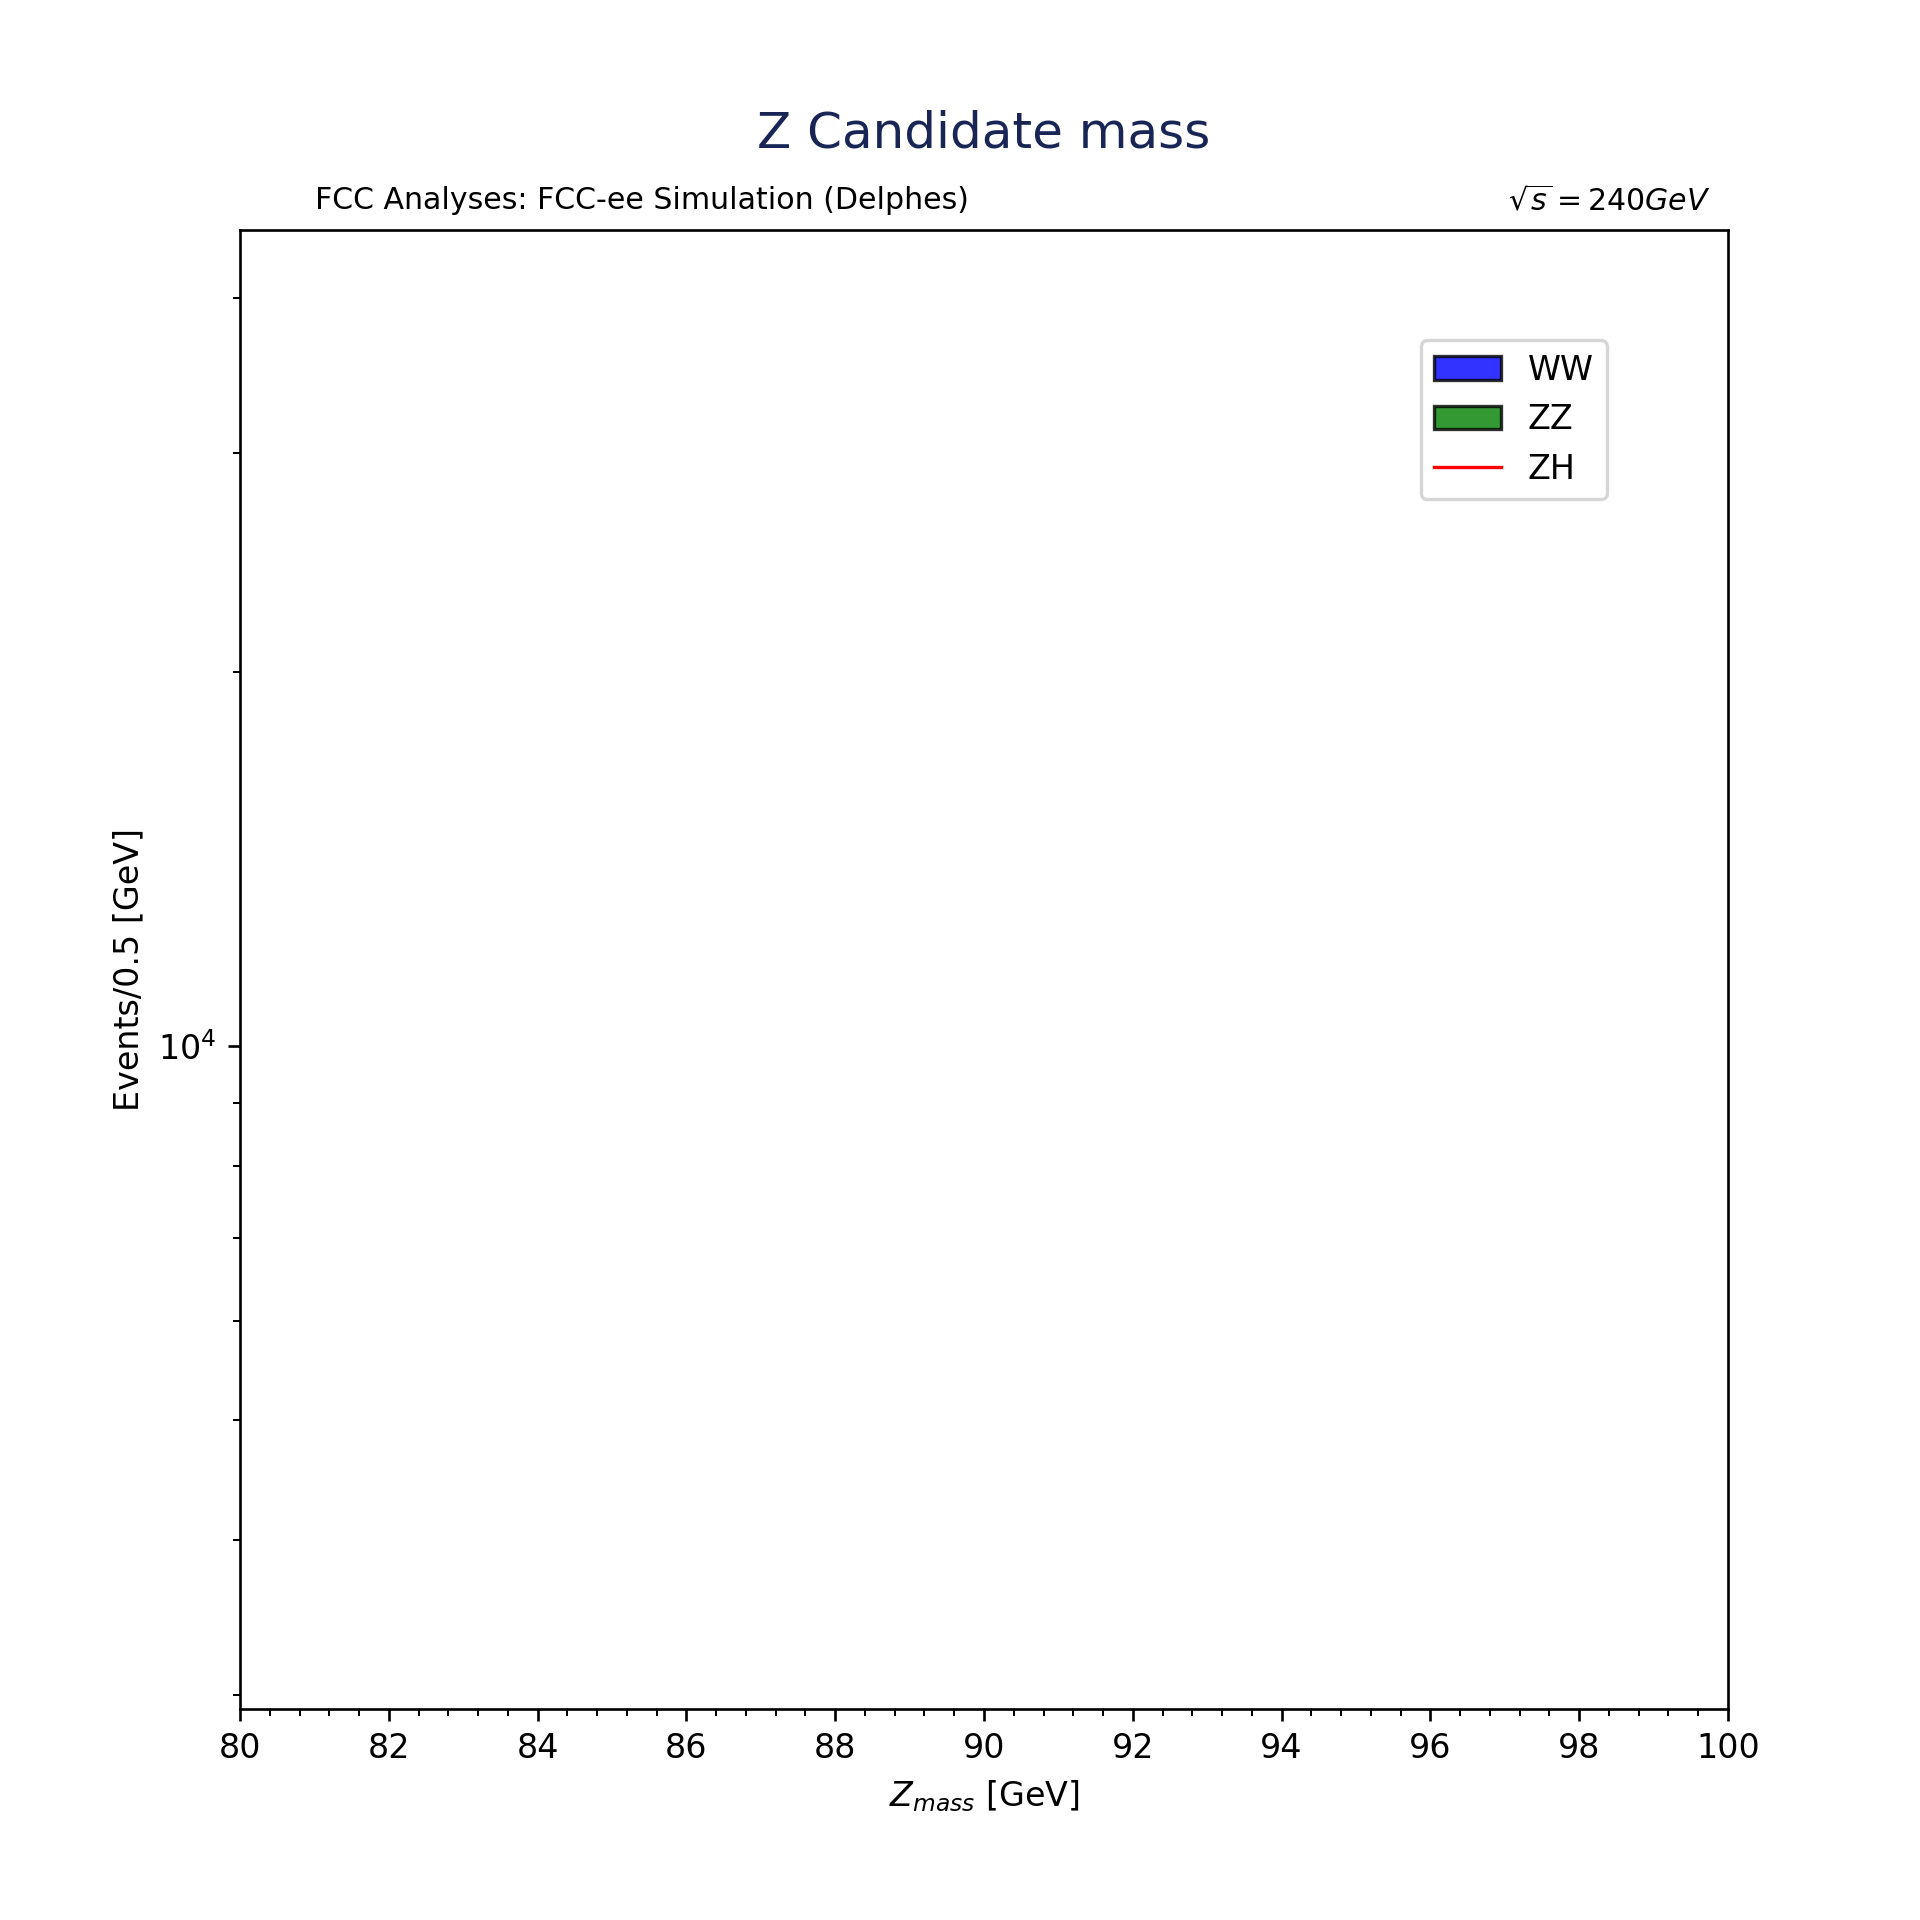 Z Candidate mass
FCC Analyses: FCC-ee Simulation (Delphes)
√s = 240GeV
WW
ZZ
ZH
Events/0.5 [GeV]
10⁴
80 82 84 86 88 90 92 94 96 98 100
Z_mass [GeV]